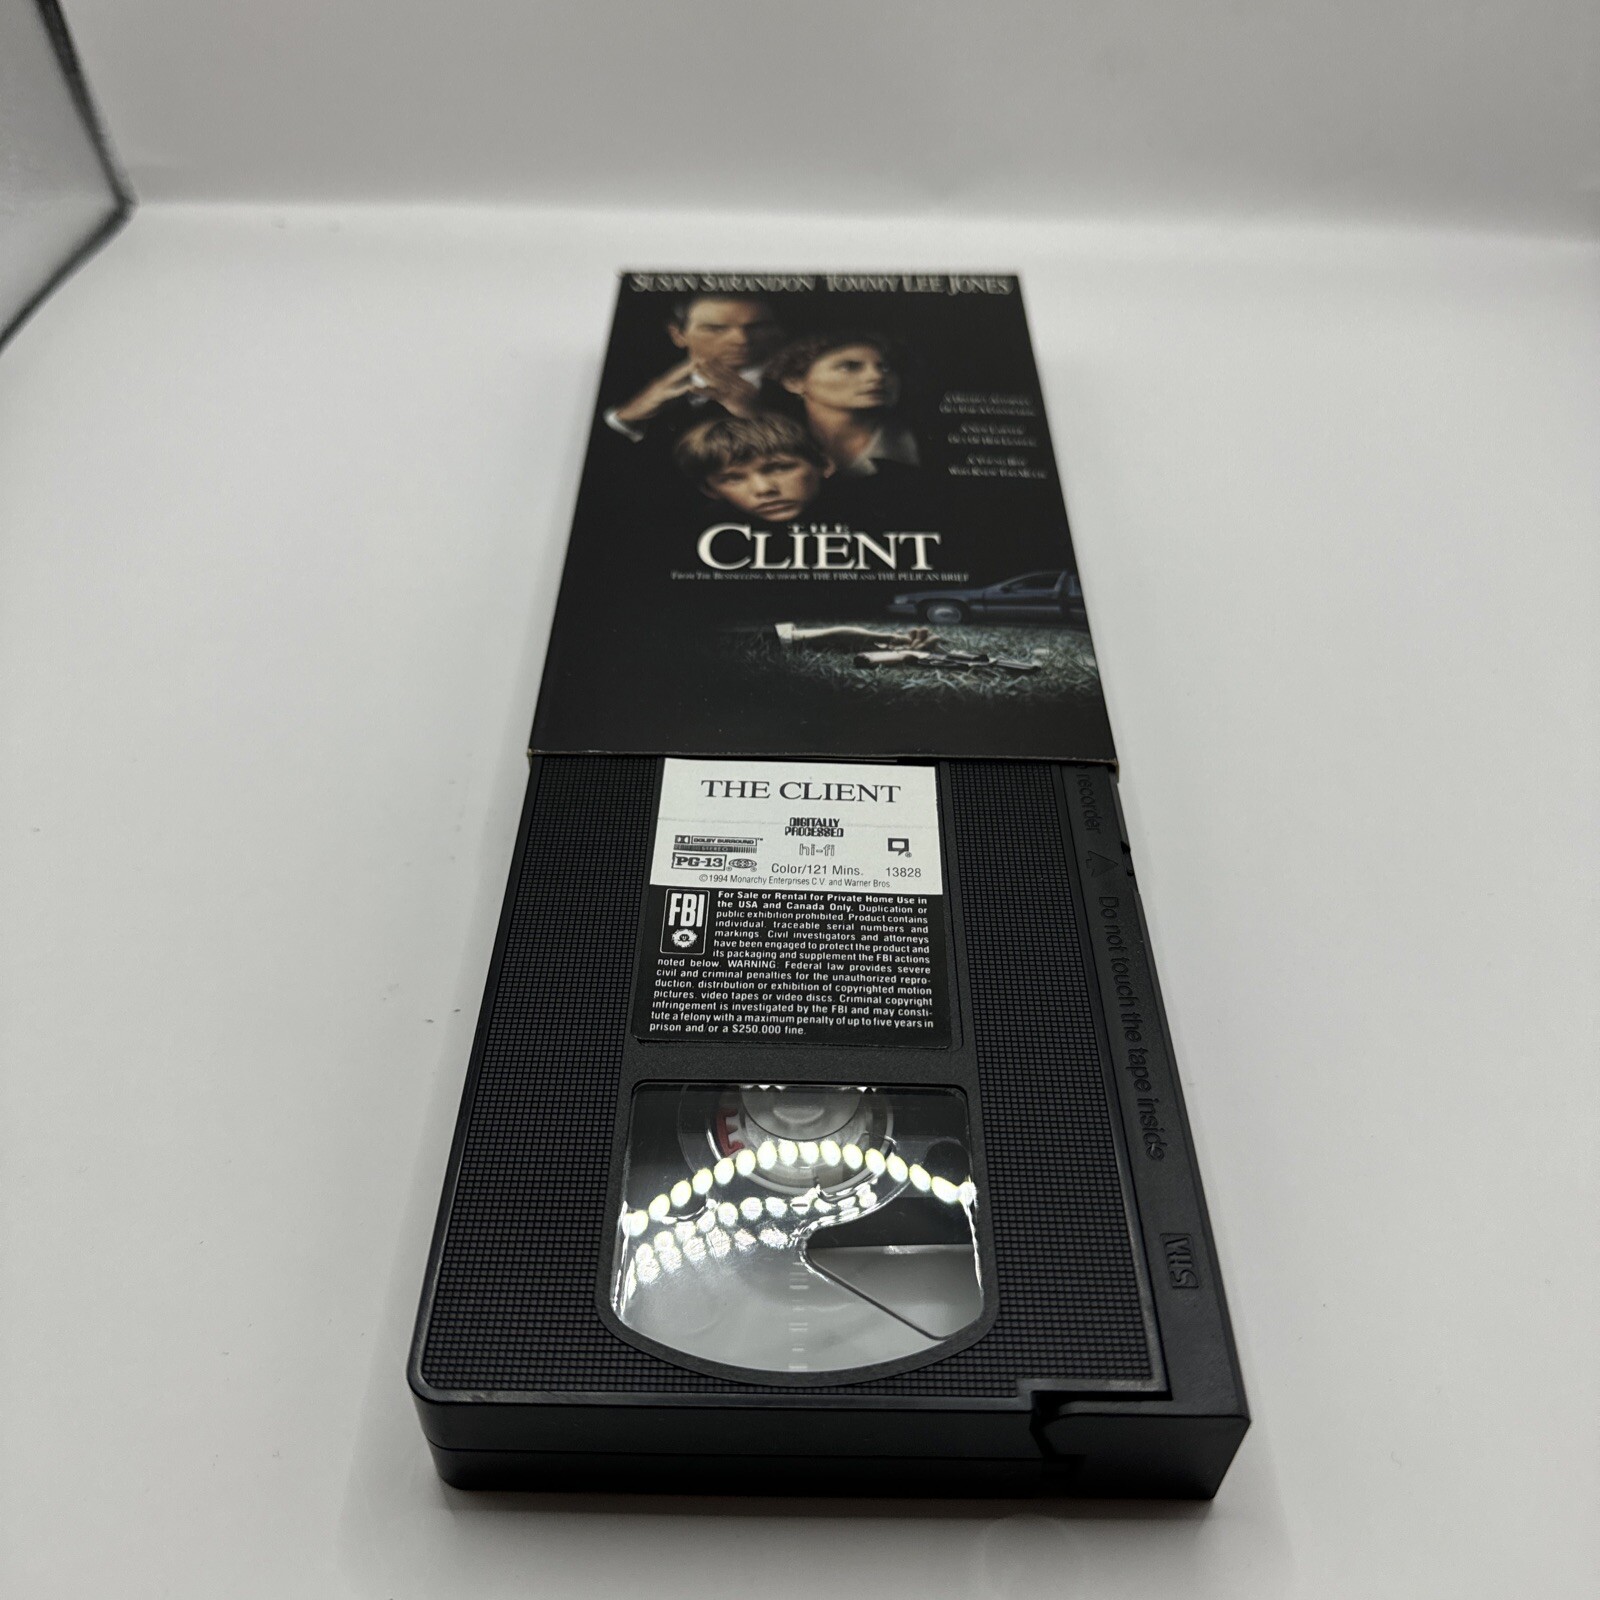 SUSAN SARANDON TOMMY LEE JONES
THE
CLIENT
FROM THE BESTSELLING AUTHOR OF THE FIRM AND THE PELICAN BRIEF
THE CLIENT
DIGITALLY
PROCESSED
DOLBY SURROUND™
STEREO
hi-fi
PG-13
Color/121 Mins. 13828
©1994 Monarchy Enterprises C.V. and Warner Bros.
FBI
For Sale or Rental for Private Home Use in
the USA and Canada Only. Duplication or
public exhibition prohibited. Product contains
individual, traceable serial numbers and
markings. Civil investigators and attorneys
have been engaged to protect the product and
its packaging and supplement the FBI actions
noted below. WARNING: Federal law provides severe
civil and criminal penalties for the unauthorized repro-
duction, distribution or exhibition of copyrighted motion
pictures, video tapes or video discs. Criminal copyright
infringement is investigated by the FBI and may consti-
tute a felony with a maximum penalty of up to five years in
prison and/or a $250,000 fine.
recorder
Do not touch the tape inside
VHS